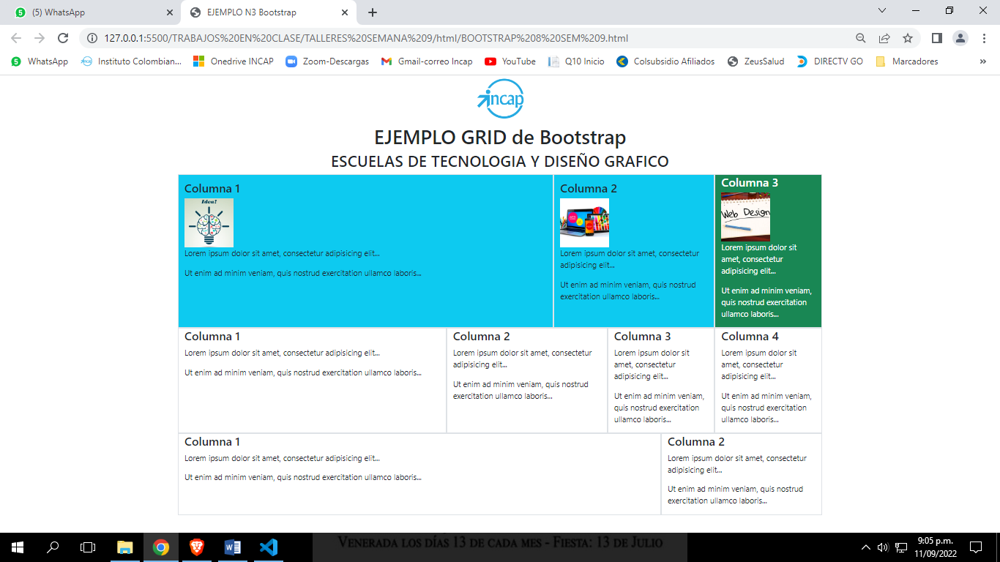 (5) WhatsApp
EJEMPLO N3 Bootstrap
127.0.0.1:5500/TRABAJOS%20EN%20CLASE/TALLERES%20SEMANA%209/html/BOOTSTRAP%208%20SEM%209.html
5 WhatsApp Instituto Colombian... Onedrive INCAP Zoom-Descargas Gmail-correo Incap YouTube Q10 Inicio Colsubsidio Afiliados ZeusSalud DIRECTV GO Marcadores »
incap
EJEMPLO GRID de Bootstrap
ESCUELAS DE TECNOLOGIA Y DISEÑO GRAFICO
Columna 1
Idea!
Lorem ipsum dolor sit amet, consectetur adipisicing elit...
Ut enim ad minim veniam, quis nostrud exercitation ullamco laboris...
Columna 2
Lorem ipsum dolor sit amet, consectetur
adipisicing elit...
Ut enim ad minim veniam, quis nostrud
exercitation ullamco laboris...
Columna 3
Web Design
Lorem ipsum dolor sit
amet, consectetur
adipisicing elit...
Ut enim ad minim veniam,
quis nostrud exercitation
ullamco laboris...
Columna 1
Lorem ipsum dolor sit amet, consectetur adipisicing elit...
Ut enim ad minim veniam, quis nostrud exercitation ullamco laboris...
Columna 2
Lorem ipsum dolor sit amet, consectetur
adipisicing elit...
Ut enim ad minim veniam, quis nostrud
exercitation ullamco laboris...
Columna 3
Lorem ipsum dolor sit
amet, consectetur
adipisicing elit...
Ut enim ad minim veniam,
quis nostrud exercitation
ullamco laboris...
Columna 4
Lorem ipsum dolor sit
amet, consectetur
adipisicing elit...
Ut enim ad minim veniam,
quis nostrud exercitation
ullamco laboris...
Columna 1
Lorem ipsum dolor sit amet, consectetur adipisicing elit...
Ut enim ad minim veniam, quis nostrud exercitation ullamco laboris...
Columna 2
Lorem ipsum dolor sit amet, consectetur
adipisicing elit...
Ut enim ad minim veniam, quis nostrud
exercitation ullamco laboris...
VENERADA LOS DÍAS 13 DE CADA MES - FIESTA: 13 DE JULIO
9:05 p.m.
11/09/2022